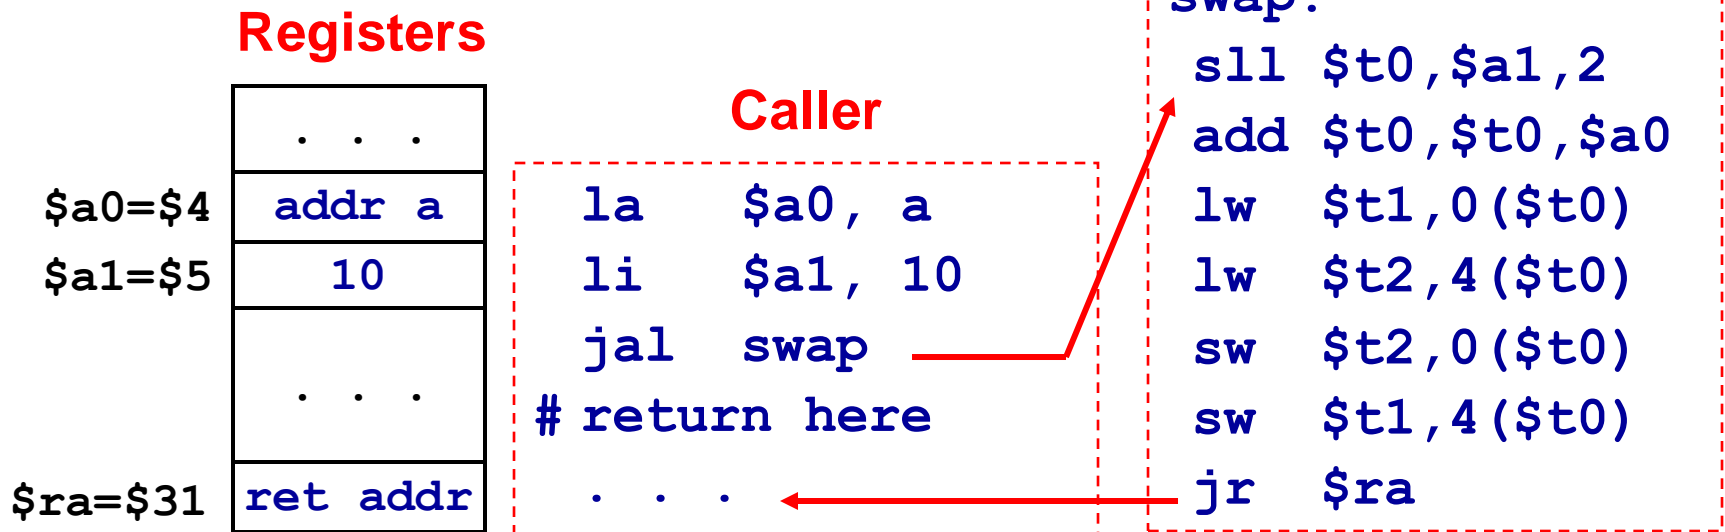 Registers
. . .
$a0=$4 addr a
$a1=$5 10
. . .
$ra=$31 ret addr
Caller
la $a0, a
li $a1, 10
jal swap
# return here
. . .
swap:
sll $t0,$a1,2
add $t0,$t0,$a0
lw $t1,0($t0)
lw $t2,4($t0)
sw $t2,0($t0)
sw $t1,4($t0)
jr $ra